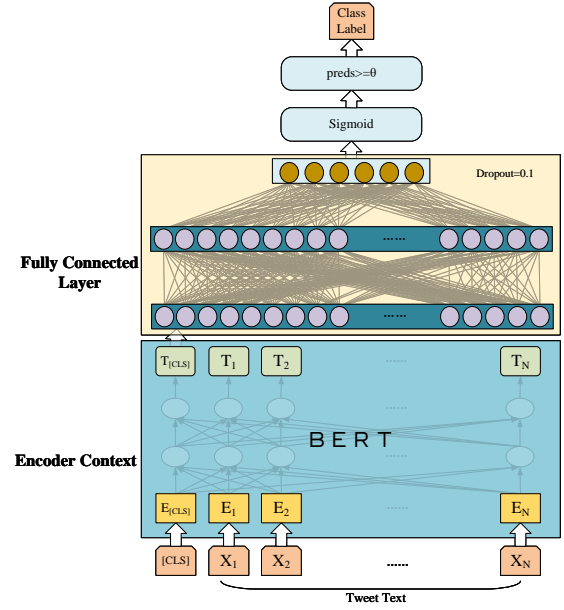 Class
Label
preds>=θ
Sigmoid
Dropout=0.1
......
Fully Connected
Layer
......
T[CLS] T1 T2 ...... TN
......
BERT
Encoder Context
......
E[CLS] E1 E2 ...... EN
[CLS] X1 X2 ...... XN
Tweet Text